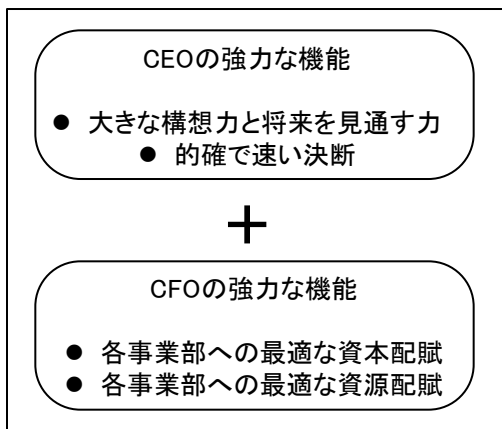 CEOの強力な機能
● 大きな構想力と将来を見通す力
● 的確で速い決断
＋
CFOの強力な機能
● 各事業部への最適な資本配賦
● 各事業部への最適な資源配賦